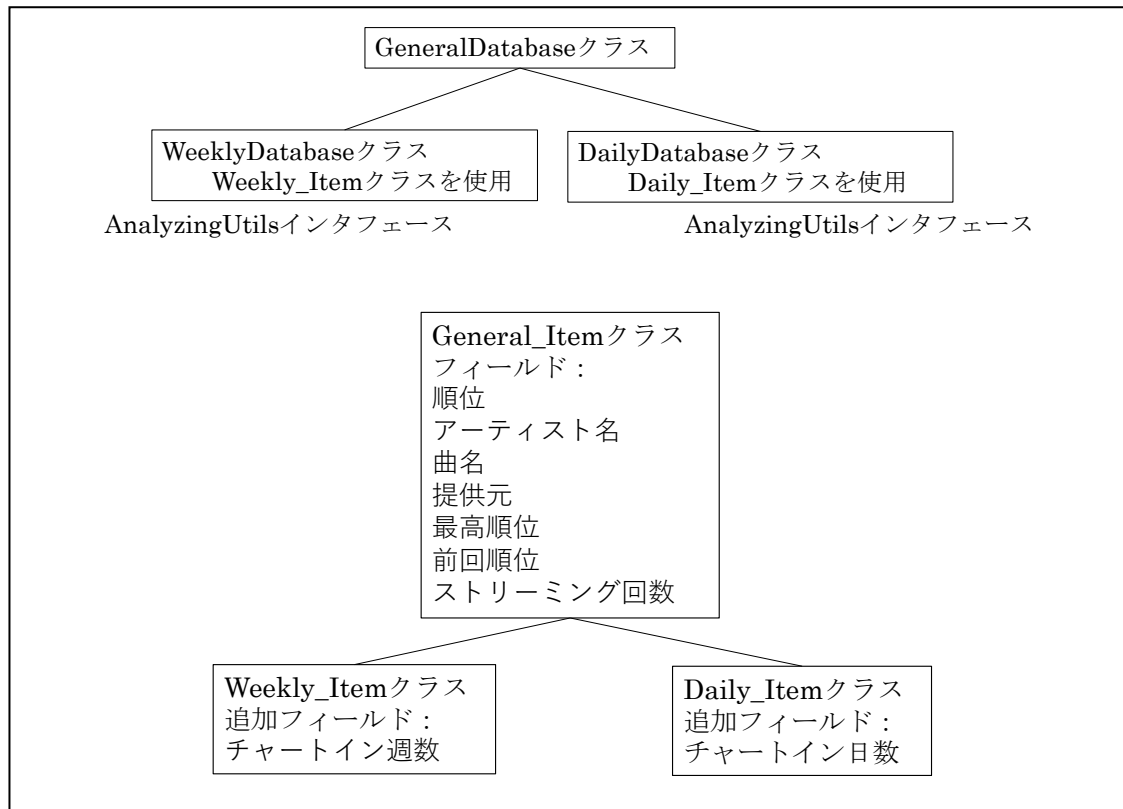 GeneralDatabaseクラス
WeeklyDatabaseクラス
Weekly_Itemクラスを使用
AnalyzingUtilsインタフェース
DailyDatabaseクラス
Daily_Itemクラスを使用
AnalyzingUtilsインタフェース
General_Itemクラス
フィールド：
順位
アーティスト名
曲名
提供元
最高順位
前回順位
ストリーミング回数
Weekly_Itemクラス
追加フィールド：
チャートイン週数
Daily_Itemクラス
追加フィールド：
チャートイン日数